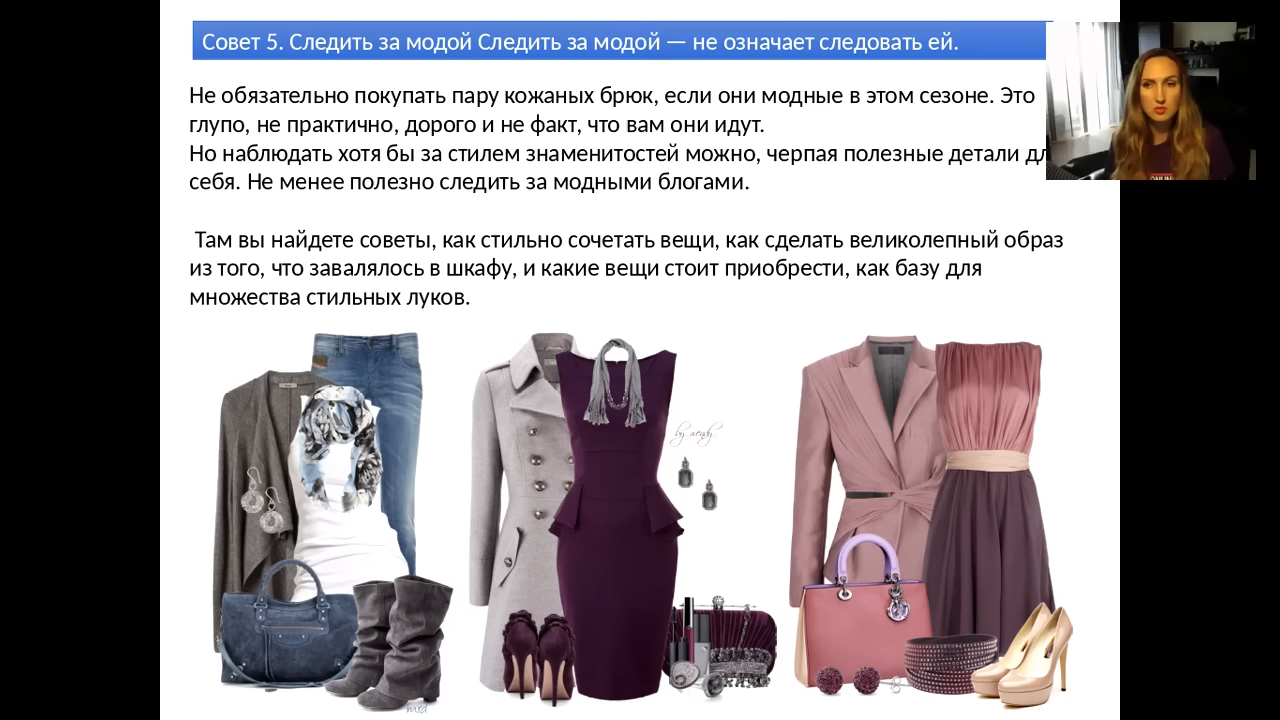 Совет 5. Следить за модой Следить за модой — не означает следовать ей.
Не обязательно покупать пару кожаных брюк, если они модные в этом сезоне. Это
глупо, не практично, дорого и не факт, что вам они идут.
Но наблюдать хотя бы за стилем знаменитостей можно, черпая полезные детали дл
себя. Не менее полезно следить за модными блогами.
Там вы найдете советы, как стильно сочетать вещи, как сделать великолепный образ
из того, что завалялось в шкафу, и какие вещи стоит приобрести, как базу для
множества стильных луков.
by wendy